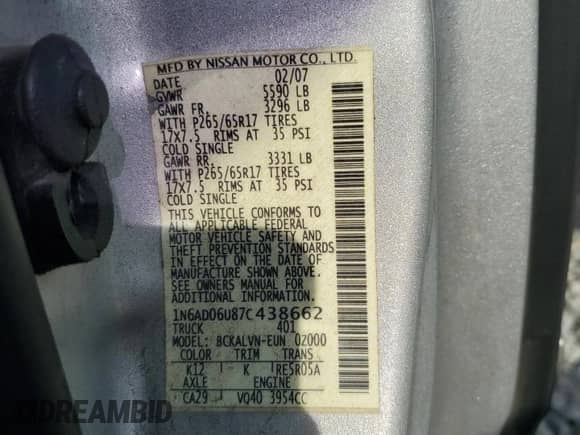 MFD BY NISSAN MOTOR CO., LTD.
DATE 02/07
GVWR 5590 LB
GAWR FR. 3296 LB
WITH P265/65R17 TIRES
17X7.5 RIMS AT 35 PSI
COLD SINGLE
GAWR RR. 3331 LB
WITH P265/65R17 TIRES
17X7.5 RIMS AT 35 PSI
COLD SINGLE
THIS VEHICLE CONFORMS TO
ALL APPLICABLE FEDERAL
MOTOR VEHICLE SAFETY AND
THEFT PREVENTION STANDARDS
IN EFFECT ON THE DATE OF
MANUFACTURE SHOWN ABOVE.
SEE OWNERS MANUAL FOR
ADDITIONAL INFORMATION.
1N6AD06U87C438662
TRUCK 401
MODEL: BCKALVN-EUN 02000
COLOR TRIM TRANS
K12 K RE5R05A
AXLE ENGINE
CA29 VQ40 3954CC
DREAMBID